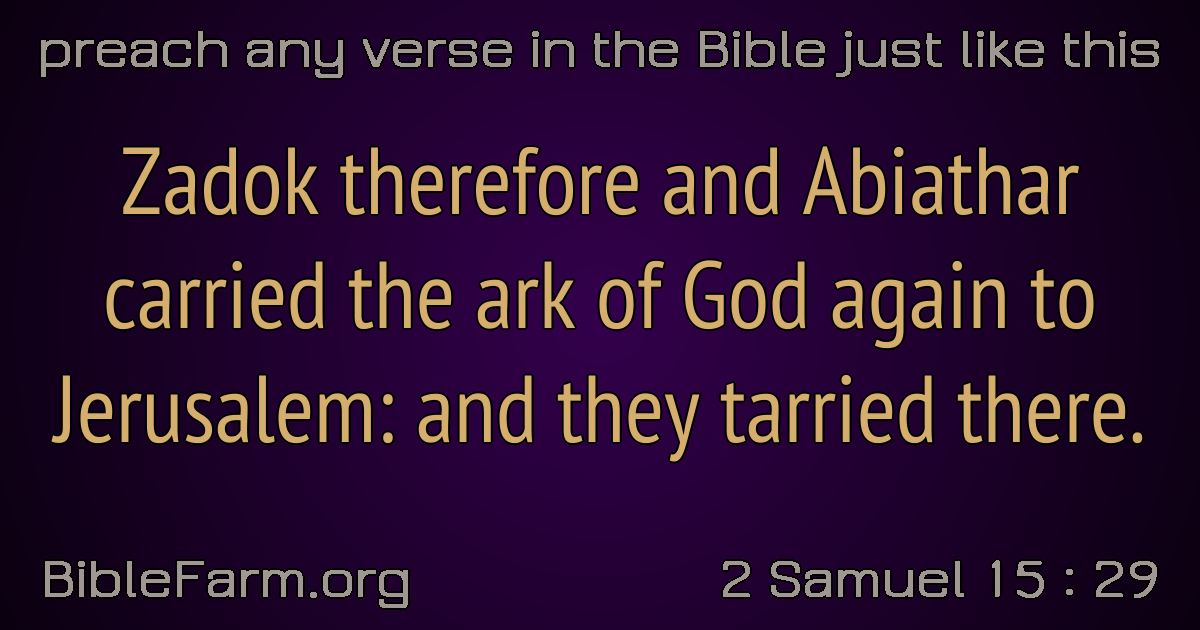 preach any verse in the Bible just like this
Zadok therefore and Abiathar
carried the ark of God again to
Jerusalem: and they tarried there.
BibleFarm.org
2 Samuel 15 : 29